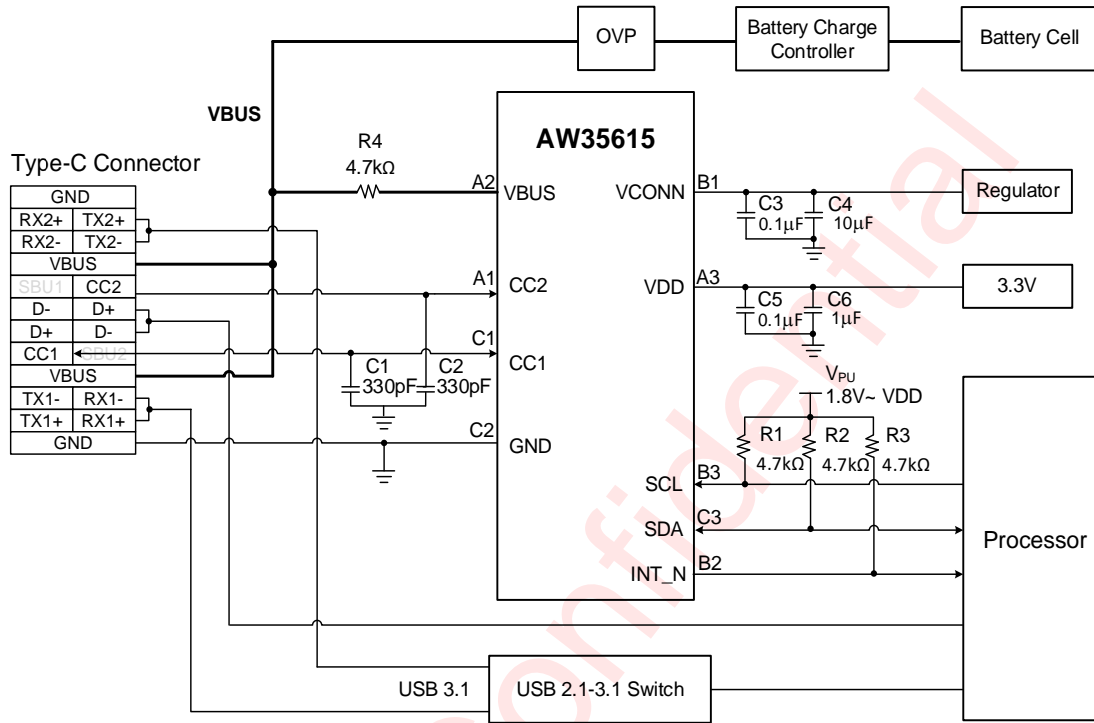 OVP
Battery Charge
Controller
Battery Cell
VBUS
AW35615
R4
4.7kΩ
A2
VBUS
VCONN
B1
Regulator
C3
0.1μF
C4
10μF
Type-C Connector
GND
RX2+ TX2+
RX2- TX2-
VBUS
SBU1 CC2
D- D+
D+ D-
CC1 SBU2
VBUS
TX1- RX1-
TX1+ RX1+
GND
A1
CC2
VDD
A3
3.3V
C5
0.1μF
C6
1μF
C1
CC1
C1
330pF
C2
330pF
VPU
1.8V~ VDD
C2
GND
R1
4.7kΩ
R2
4.7kΩ
R3
4.7kΩ
SCL
B3
SDA
C3
INT_N
B2
Processor
USB 3.1
USB 2.1-3.1 Switch
onfidential